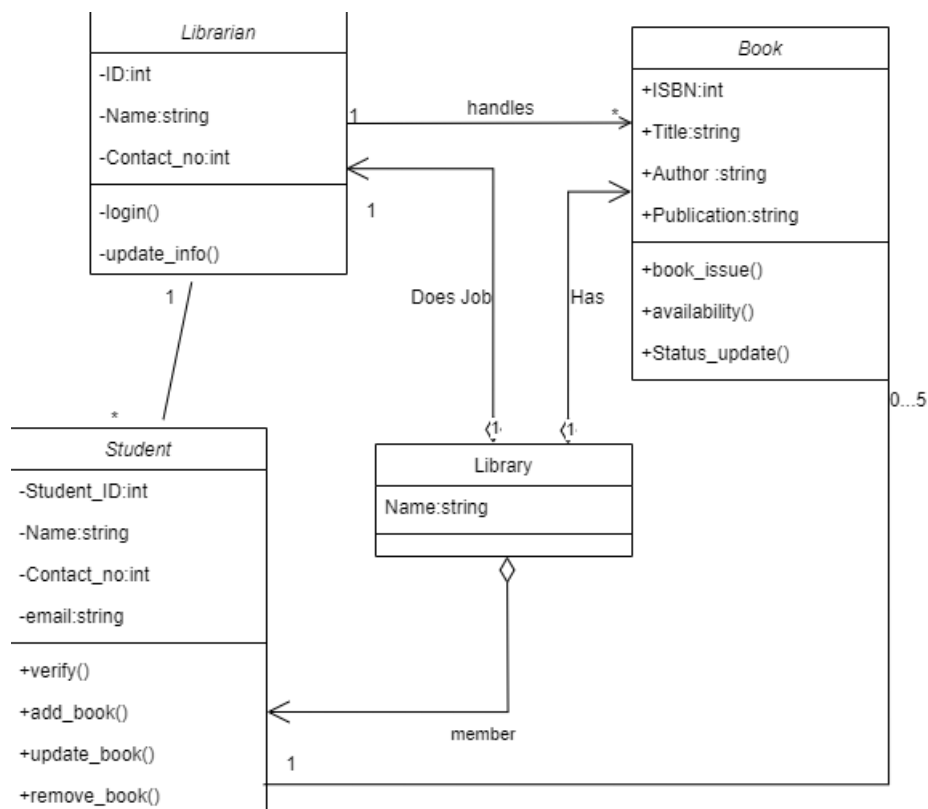 Librarian
-ID:int
-Name:string
-Contact_no:int
-login()
-update_info()
1
handles
*
Book
+ISBN:int
+Title:string
+Author :string
+Publication:string
+book_issue()
+availability()
+Status_update()
1
Does Job
Has
1
*
0...5
1
1
Library
Name:string
Student
-Student_ID:int
-Name:string
-Contact_no:int
-email:string
+verify()
+add_book()
+update_book()
+remove_book()
member
1